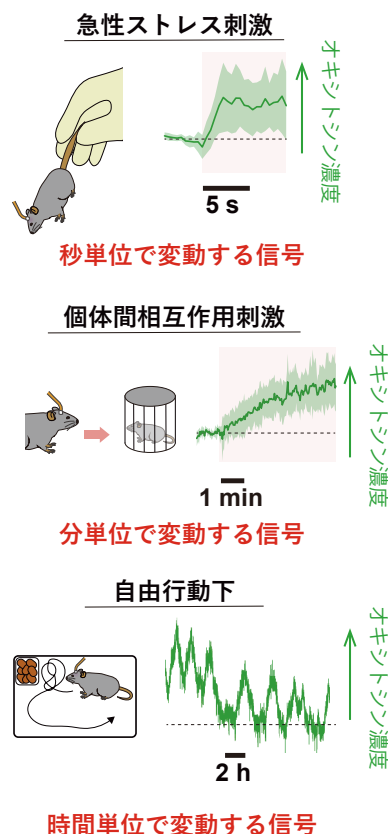 急性ストレス刺激
オキシトシン濃度
5 s
秒単位で変動する信号
個体間相互作用刺激
オキシトシン濃度
1 min
分単位で変動する信号
自由行動下
オキシトシン濃度
2 h
時間単位で変動する信号